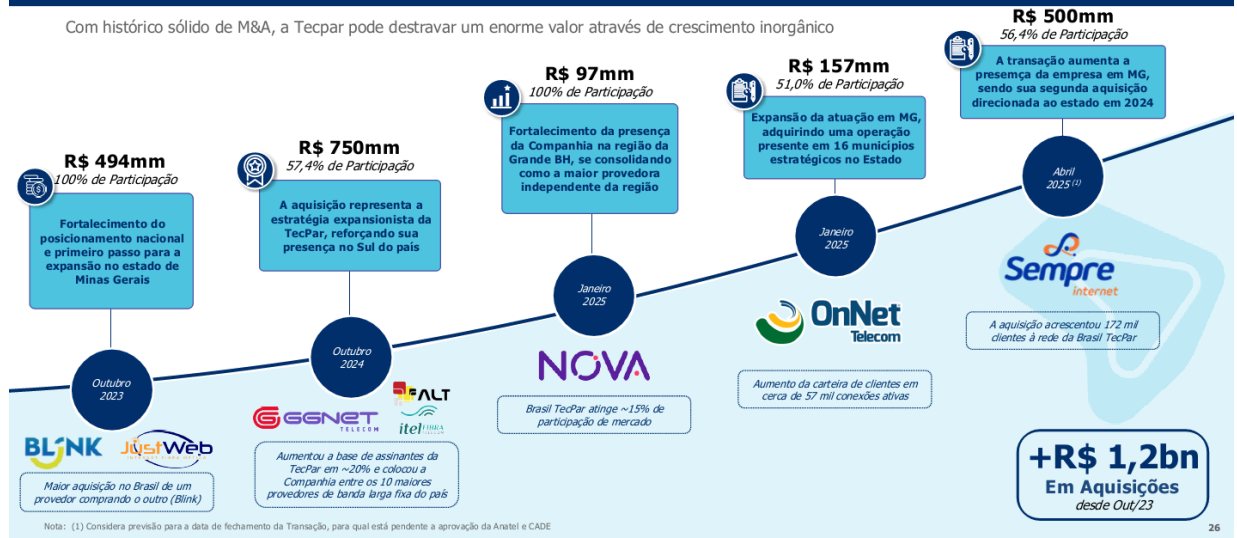 Com histórico sólido de M&A, a Tecpar pode destravar um enorme valor através de crescimento inorgânico
R$ 494mm
100% de Participação
Fortalecimento do
posicionamento nacional
e primeiro passo para a
expansão no estado de
Minas Gerais
Outubro
2023
BLINK
JustWeb
Maior aquisição no Brasil de um
provedor comprando o outro (Blink)
R$ 750mm
57,4% de Participação
A aquisição representa a
estratégia expansionista da
TecPar, reforçando sua
presença no Sul do país
Outubro
2024
GGNET
TELECOM
FALT
itel FIBRA
Aumentou a base de assinantes da
TecPar em ~20% e colocou a
Companhia entre os 10 maiores
provedores de banda larga fixa do país
R$ 97mm
100% de Participação
Fortalecimento da presença
da Companhia na região da
Grande BH, se consolidando
como a maior provedora
independente da região
Janeiro
2025
NOVA
Brasil TecPar atinge ~15% de
participação de mercado
R$ 157mm
51,0% de Participação
Expansão da atuação em MG,
adquirindo uma operação
presente em 16 municípios
estratégicos no Estado
Janeiro
2025
OnNet
Telecom
Aumento da carteira de clientes em
cerca de 57 mil conexões ativas
R$ 500mm
56,4% de Participação
A transação aumenta a
presença da empresa em MG,
sendo sua segunda aquisição
direcionada ao estado em 2024
Abril
2025 (1)
Sempre
internet
A aquisição acrescentou 172 mil
clientes à rede da Brasil TecPar
+R$ 1,2bn
Em Aquisições
desde Out/23
Nota: (1) Considera previsão para a data de fechamento da Transação, para qual está pendente a aprovação da Anatel e CADE
26